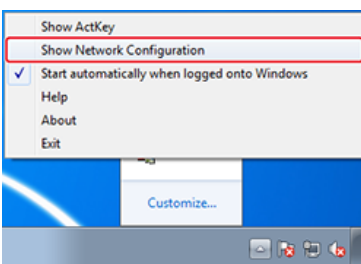 Show ActKey
Show Network Configuration
Start automatically when logged onto Windows
Help
About
Exit
Customize...